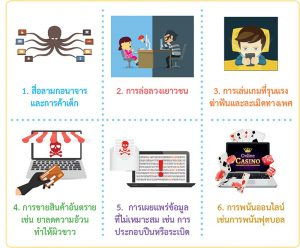 1. สื่อลามกอนาจาร
และการค้าเด็ก
2. การล่อลวงเยาวชน
3. การเล่นเกมที่รุนแรง
ฆ่าฟันและละเมิดทางเพศ
4. การขายสินค้าอันตราย
เช่น ยาลดความอ้วน
ทำให้ผิวขาว
5. การเผยแพร่ข้อมูล
ที่ไม่เหมาะสม เช่น การ
ประกอบปืนหรือระเบิด
Online
CASINO
6. การพนันออนไลน์
เช่นการพนันฟุตบอล